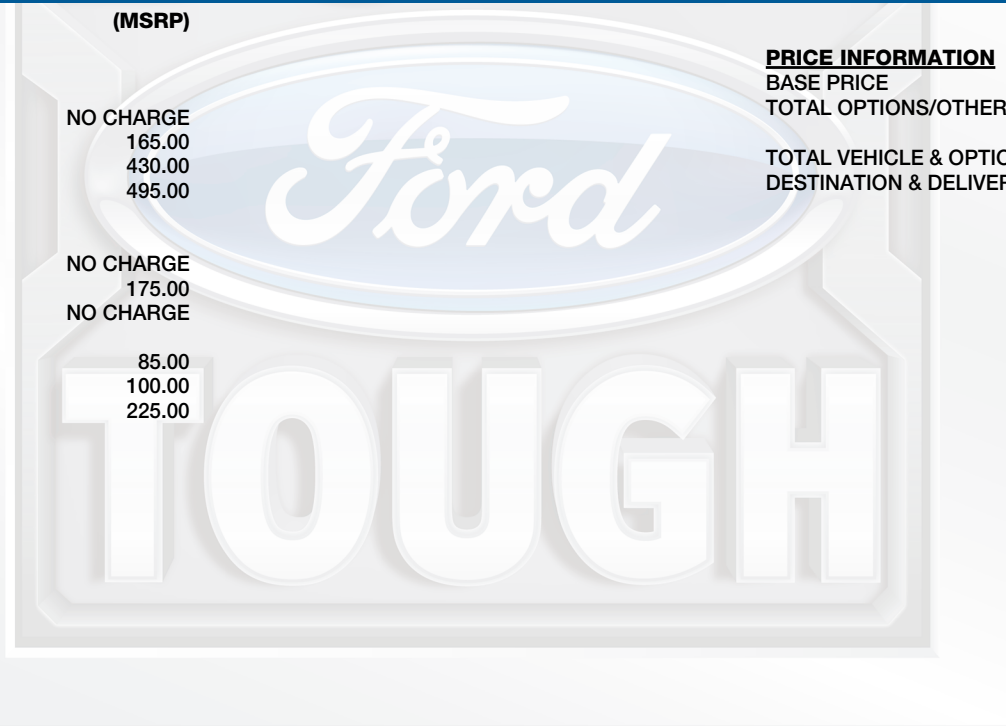 (MSRP)
NO CHARGE
165.00
430.00
495.00
NO CHARGE
175.00
NO CHARGE
85.00
100.00
225.00
PRICE INFORMATION
BASE PRICE
TOTAL OPTIONS/OTHER
TOTAL VEHICLE & OPTIO
DESTINATION & DELIVER
Ford
TOUGH